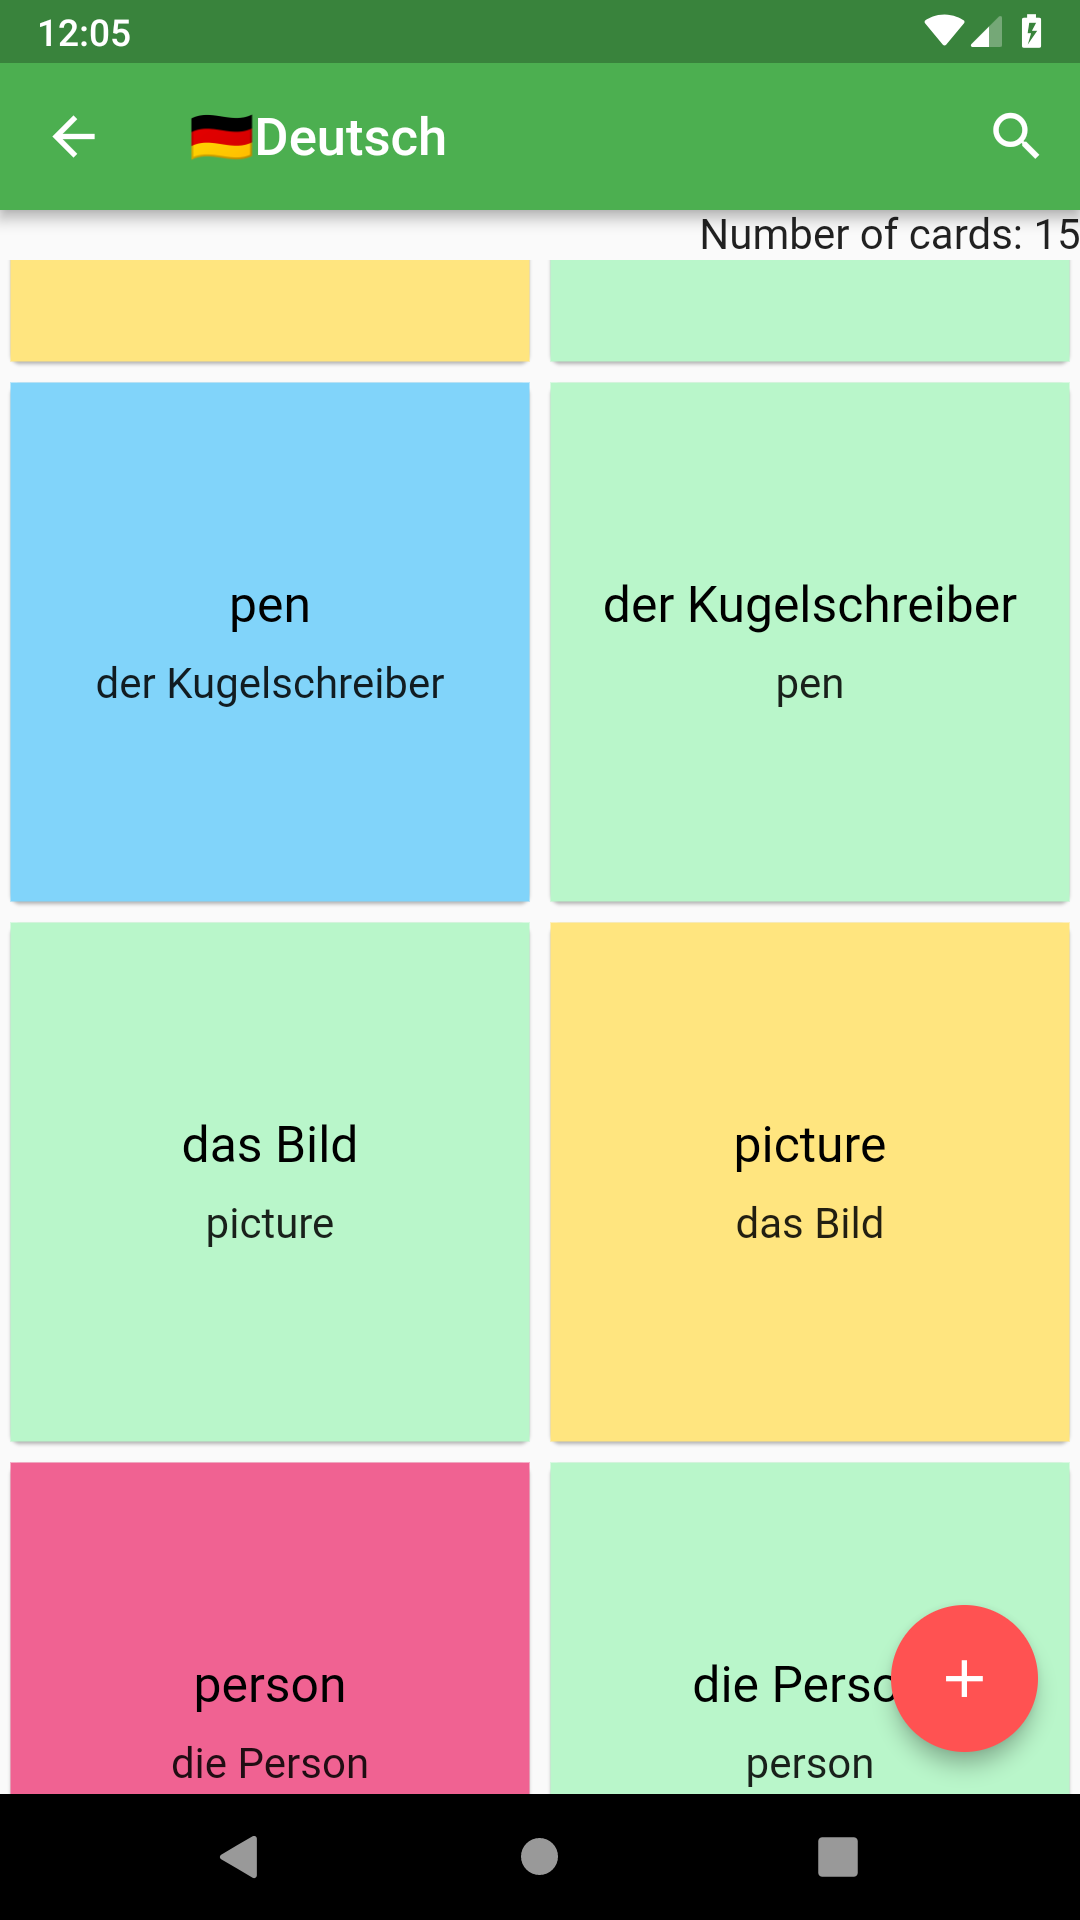 12:05
🇩🇪Deutsch
Number of cards: 15
pen
der Kugelschreiber
der Kugelschreiber
pen
das Bild
picture
picture
das Bild
person
die Person
die Perso
person